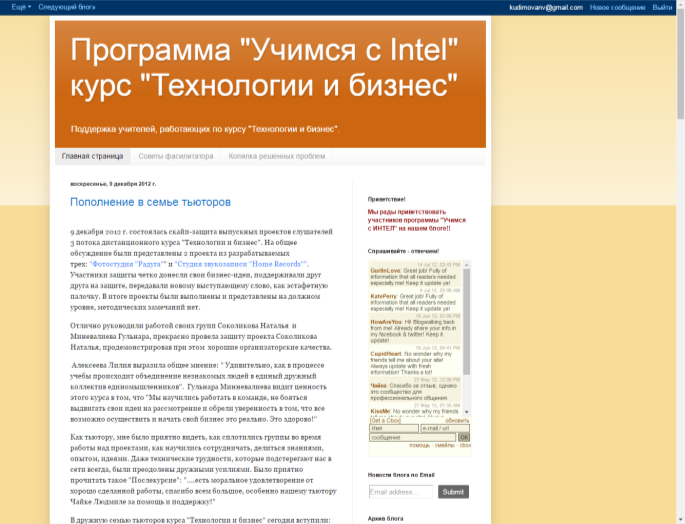 Ещё
Следующий блог»
kudimovanv@gmail.com
Новое сообщение
Выйти
Программа "Учимся с Intel"
курс "Технологии и бизнес"
Поддержка учителей, работающих по курсу "Технологии и бизнес".
Главная страница
Советы фасилитатора
Копилка решенных проблем
воскресенье, 9 декабря 2012 г.
Пополнение в семье тьюторов
9 декабря 2012 г. состоялась скайп-защита выпускных проектов слушателей
3 потока дистанционного курса "Технологии и бизнес". На общее
обсуждение были представлены 2 проекта из разрабатываемых
трех: "Фотостудия "Радуга"" и "Студия звукозаписи "Home Records"".
Участники защиты четко донесли свои бизнес-идеи, поддерживали друг
друга на защите, передавали новому выступающему слово, как эстафетную
палочку. В итоге проекты были выполнены и представлены на должном
уровне, методических замечаний нет.
Отлично руководили работой своих групп Соколикова Наталья и
Миневалиева Гульнара, прекрасно провела защиту проекта Соколикова
Наталья, продемонстрировав при этом хорошие организаторские качества.
Алексеева Лилия выразила общее мнение: " Удивительно, как в процессе
учебы происходит объединение незнакомых людей в единый дружный
коллектив единомышленников". Гульнара Минневалиева видит ценность
этого курса в том, что "Мы научились работать в команде, не бояться
выдвигать свои идеи на рассмотрение и обрели уверенность в том, что все
возможно осуществить и начать свой бизнес это реально. Это здорово!"
Как тьютору, мне было приятно видеть, как сплотились группы во время
работы над проектами, как научились сотрудничать, делиться знаниями,
опытом, идеями. Даже технические трудности, которые подстерегают нас в
сети всегда, были преодолены дружными усилиями. Было приятно
прочитать такое "Послекурсие": "....есть моральное удовлетворение от
хорошо сделанной работы, спасибо всем большое, особенно нашему тьютору
Чайке Людмиле за помощь и поддержку!"
В дружную семью тьюторов курса "Технологии и бизнес" сегодня вступили:
Приветствие!
Мы рады приветствовать
участников программы "Учимся
с ИНТЕЛ" на нашем блоге!!
Спрашивайте - отвечаем!
14 Jul 12, 03:43 PM
GurlInLove: Great job! Full of
information that all readers needed
especially me! Keep it update ya!
KatePerry: Great job! Full of
information that all readers needed
especially me! Keep it update ya!
HowAreYou: Hi! Blogwalking back
from me! Already share your info in
my facebook & twitter! Keep it
update!
CupidHeart: No wonder why my
friends tell me about your site!
Always update with fresh
information! Thanks a lot!
Чайка: Спасибо за отзыв, однако
это сообщество для
профессионального общения.
KissMe: No wonder why my friends
[Get a Cbox]
обновить
Имя
e-mail / url
сообщение
OK
помощь · смайлы · cbox
Новости блога по Email
Email address...
Submit
Архив блога